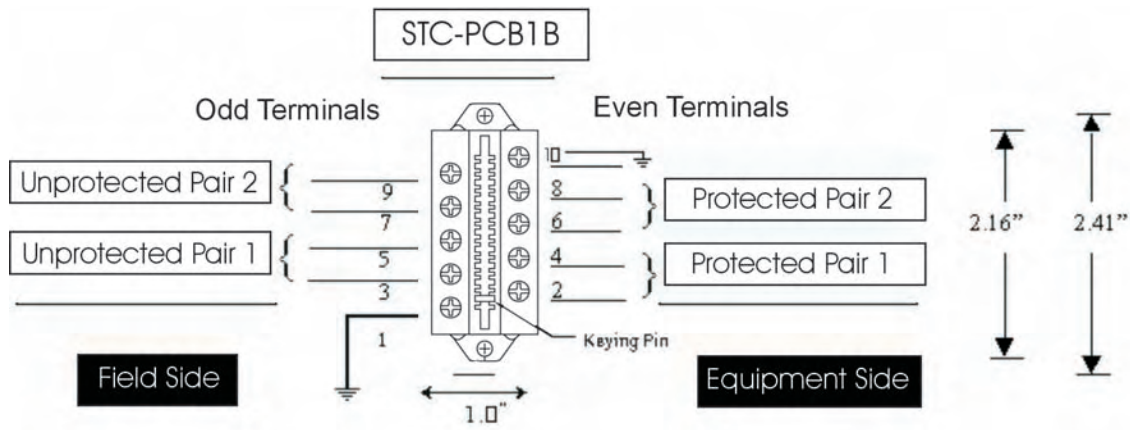 STC-PCB1B
Odd Terminals
Even Terminals
Unprotected Pair 2
Unprotected Pair 1
9
7
5
3
1
10
8
6
4
2
Protected Pair 2
Protected Pair 1
2.16”
2.41”
Keying Pin
Field Side
Equipment Side
1.0"